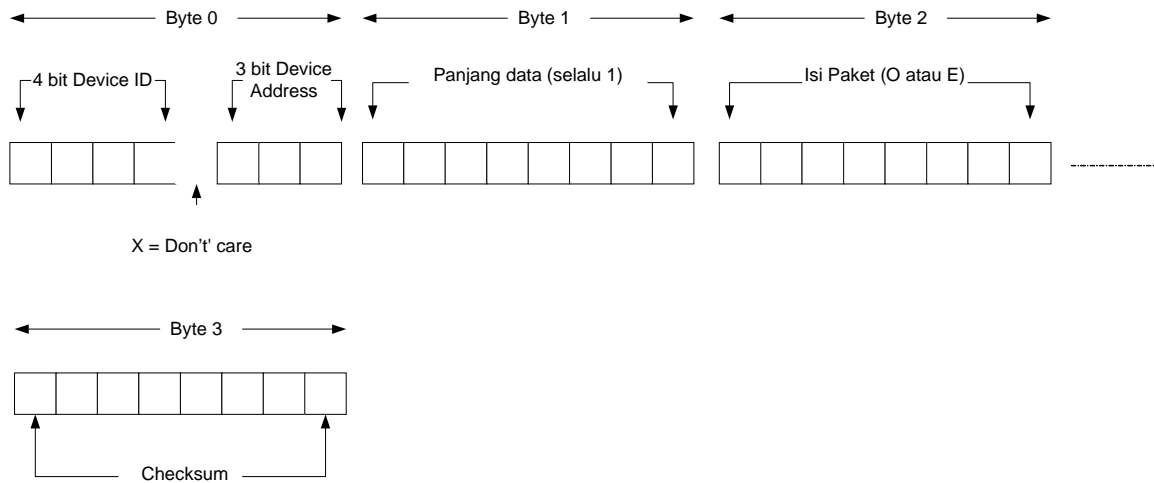 Byte 0
Byte 1
Byte 2
4 bit Device ID
3 bit Device
Address
Panjang data (selalu 1)
Isi Paket (O atau E)
X = Don't' care
Byte 3
Checksum